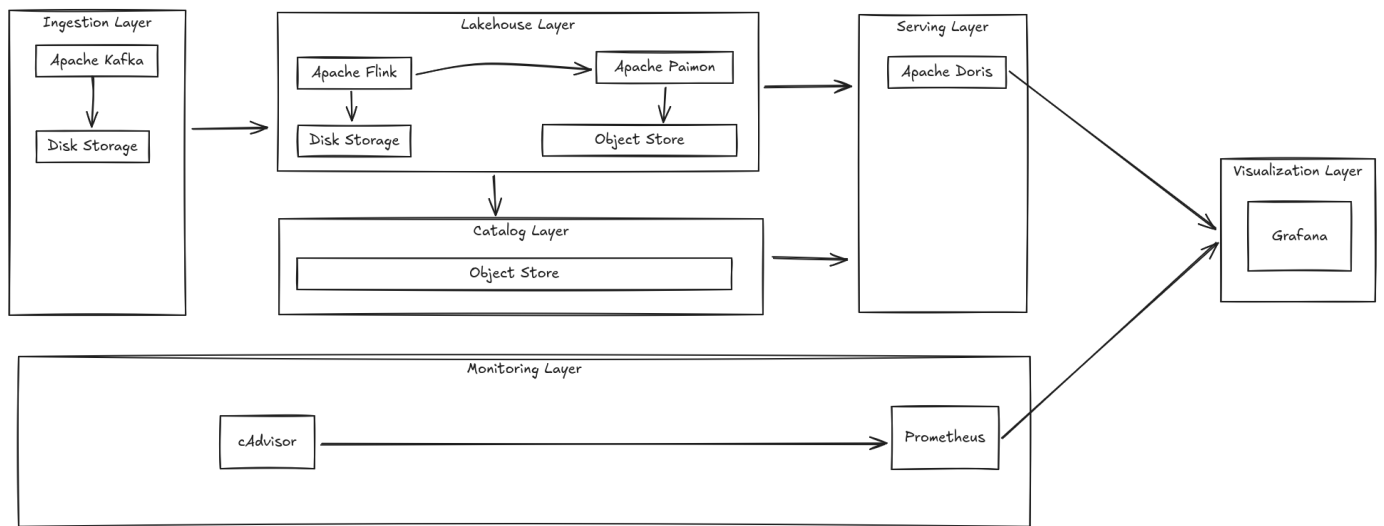 Ingestion Layer
Apache Kafka
Disk Storage
Lakehouse Layer
Apache Flink
Apache Paimon
Disk Storage
Object Store
Catalog Layer
Object Store
Serving Layer
Apache Doris
Visualization Layer
Grafana
Monitoring Layer
cAdvisor
Prometheus